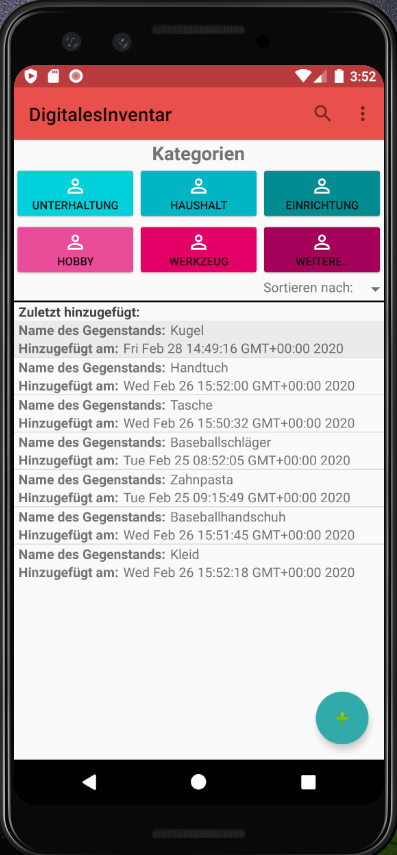 3:52
DigitalesInventar
Kategorien
UNTERHALTUNG HAUSHALT EINRICHTUNG
HOBBY WERKZEUG WEITERE...
Sortieren nach:
Zuletzt hinzugefügt:
Name des Gegenstands: Kugel
Hinzugefügt am: Fri Feb 28 14:49:16 GMT+00:00 2020
Name des Gegenstands: Handtuch
Hinzugefügt am: Wed Feb 26 15:52:00 GMT+00:00 2020
Name des Gegenstands: Tasche
Hinzugefügt am: Wed Feb 26 15:50:32 GMT+00:00 2020
Name des Gegenstands: Baseballschläger
Hinzugefügt am: Tue Feb 25 08:52:05 GMT+00:00 2020
Name des Gegenstands: Zahnpasta
Hinzugefügt am: Tue Feb 25 09:15:49 GMT+00:00 2020
Name des Gegenstands: Baseballhandschuh
Hinzugefügt am: Wed Feb 26 15:51:45 GMT+00:00 2020
Name des Gegenstands: Kleid
Hinzugefügt am: Wed Feb 26 15:52:18 GMT+00:00 2020
+